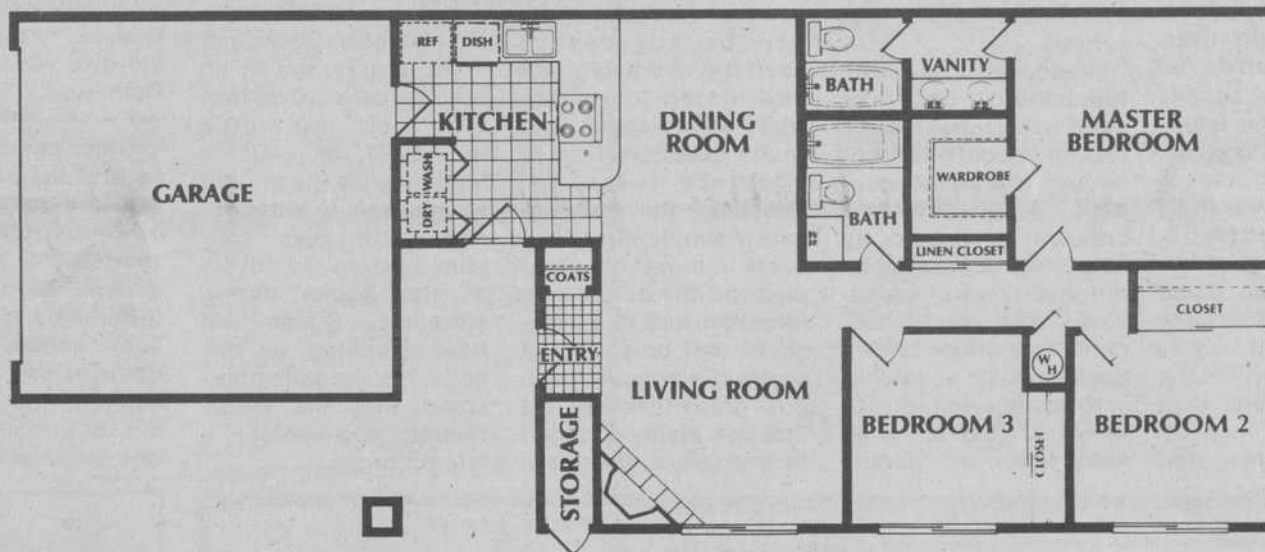 REF
DISH
KITCHEN
WASH
DRY
GARAGE
DINING
ROOM
BATH
VANITY
MASTER
BEDROOM
WARDROBE
BATH
LINEN CLOSET
COATS
ENTRY
STORAGE
LIVING ROOM
WH
CLOSET
BEDROOM 3
CLOSET
BEDROOM 2